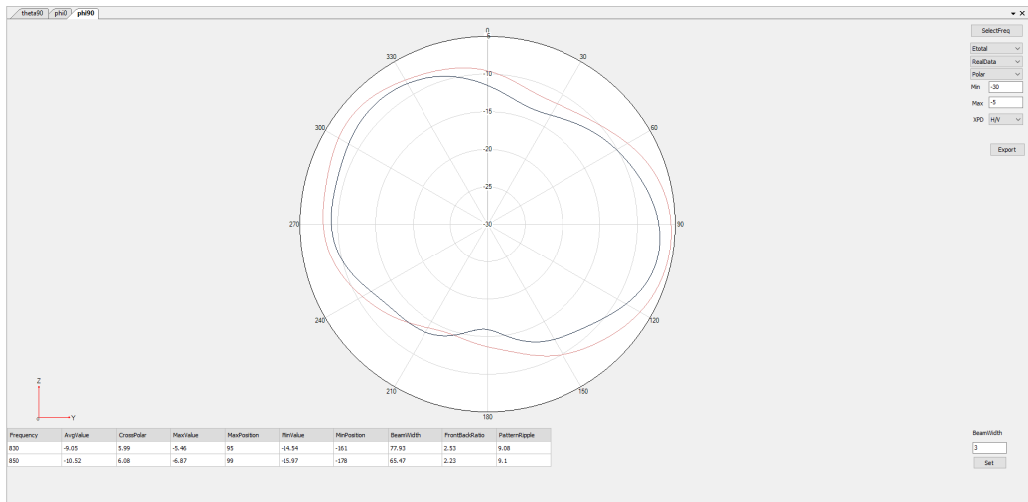 theta90 phi0 phi90
SelectFreq
Etotal
RealData
Polar
Min -30
Max -5
XPD H/V
Export
0
-5
330 30
-10
-15
300 60
-20
-25
270 -30 90
240 120
210 150
180
Z
Y
Frequency AvgValue CrossPolar MaxValue MaxPosition MinValue MinPosition BeamWidth FrontBackRatio PatternRipple
830 -9.05 5.99 -5.46 95 -14.54 -161 77.93 2.53 9.08
850 -10.52 6.08 -6.87 99 -15.97 -178 65.47 2.23 9.1
BeamWidth
3
Set